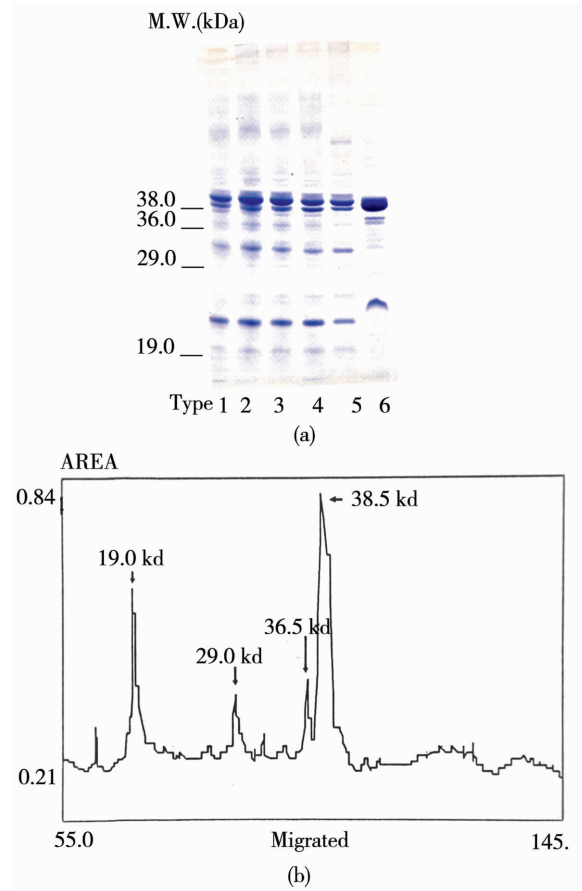 M.W.(kDa)
38.0
36.0
29.0
19.0
Type 1 2 3 4 5 6
(a)
AREA
0.84
38.5 kd
19.0 kd
36.5 kd
29.0 kd
0.21
55.0 Migrated 145.
(b)